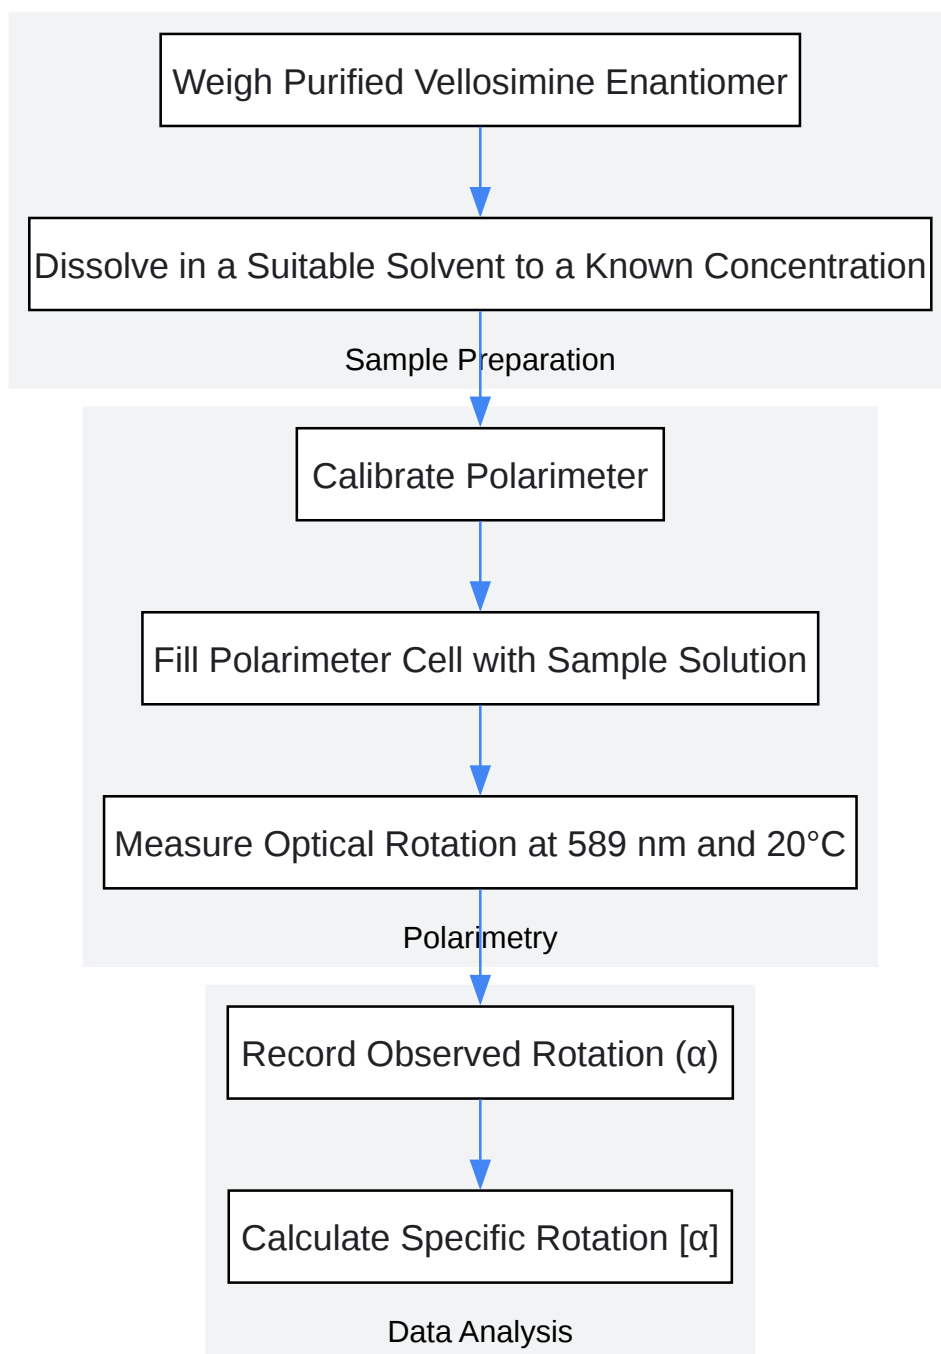 Weigh Purified Vellosimine Enantiomer
Dissolve in a Suitable Solvent to a Known Concentration
Sample Preparation
Calibrate Polarimeter
Fill Polarimeter Cell with Sample Solution
Measure Optical Rotation at 589 nm and 20°C
Polarimetry
Record Observed Rotation (α)
Calculate Specific Rotation [α]
Data Analysis